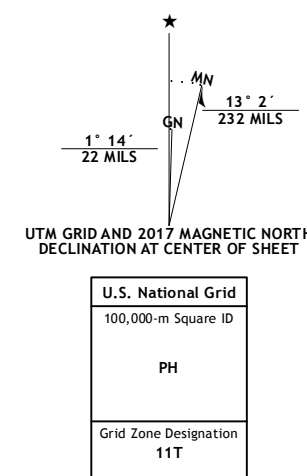 MN
GN
13° 2´
232 MILS
1° 14´
22 MILS
UTM GRID AND 2017 MAGNETIC NORTH
DECLINATION AT CENTER OF SHEET
U.S. National Grid
100,000-m Square ID
PH
Grid Zone Designation
11T